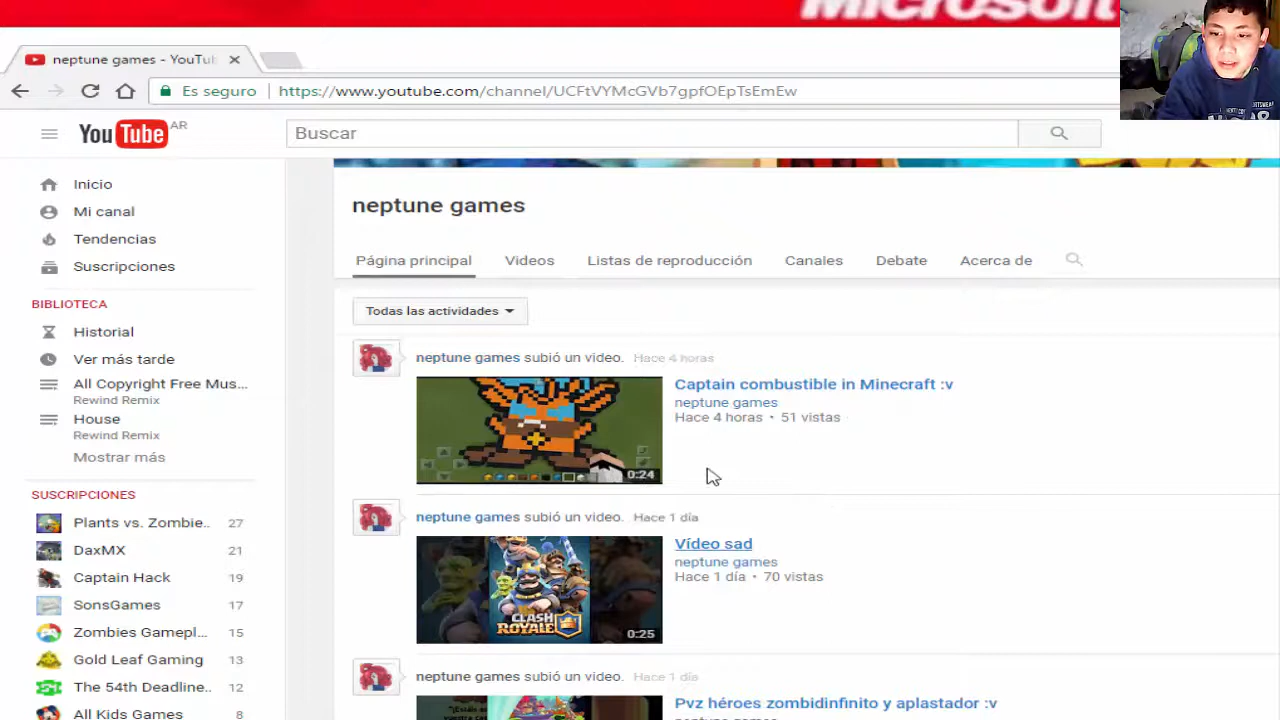 Microsoft
neptune games - YouTub
Es seguro
https://www.youtube.com/channel/UCFtVYMcGVb7gpfOEpTsEmEw
YouTube AR
Buscar
Inicio
Mi canal
Tendencias
Suscripciones
BIBLIOTECA
Historial
Ver más tarde
All Copyright Free Mus...
Rewind Remix
House
Rewind Remix
Mostrar más
SUSCRIPCIONES
Plants vs. Zombie.. 27
DaxMX 21
Captain Hack 19
SonsGames 17
Zombies Gamepl... 15
Gold Leaf Gaming 13
The 54th Deadline.. 12
All Kids Games 8
neptune games
Página principal
Videos
Listas de reproducción
Canales
Debate
Acerca de
Todas las actividades
neptune games subió un video. Hace 4 horas
0:24
Captain combustible in Minecraft :v
neptune games
Hace 4 horas • 51 vistas
neptune games subió un video. Hace 1 día
CLASH
ROYALE
0:25
Vídeo sad
neptune games
Hace 1 día • 70 vistas
neptune games subió un video. Hace 1 día
Pvz héroes zombidinfinito y aplastador :v
neptune games